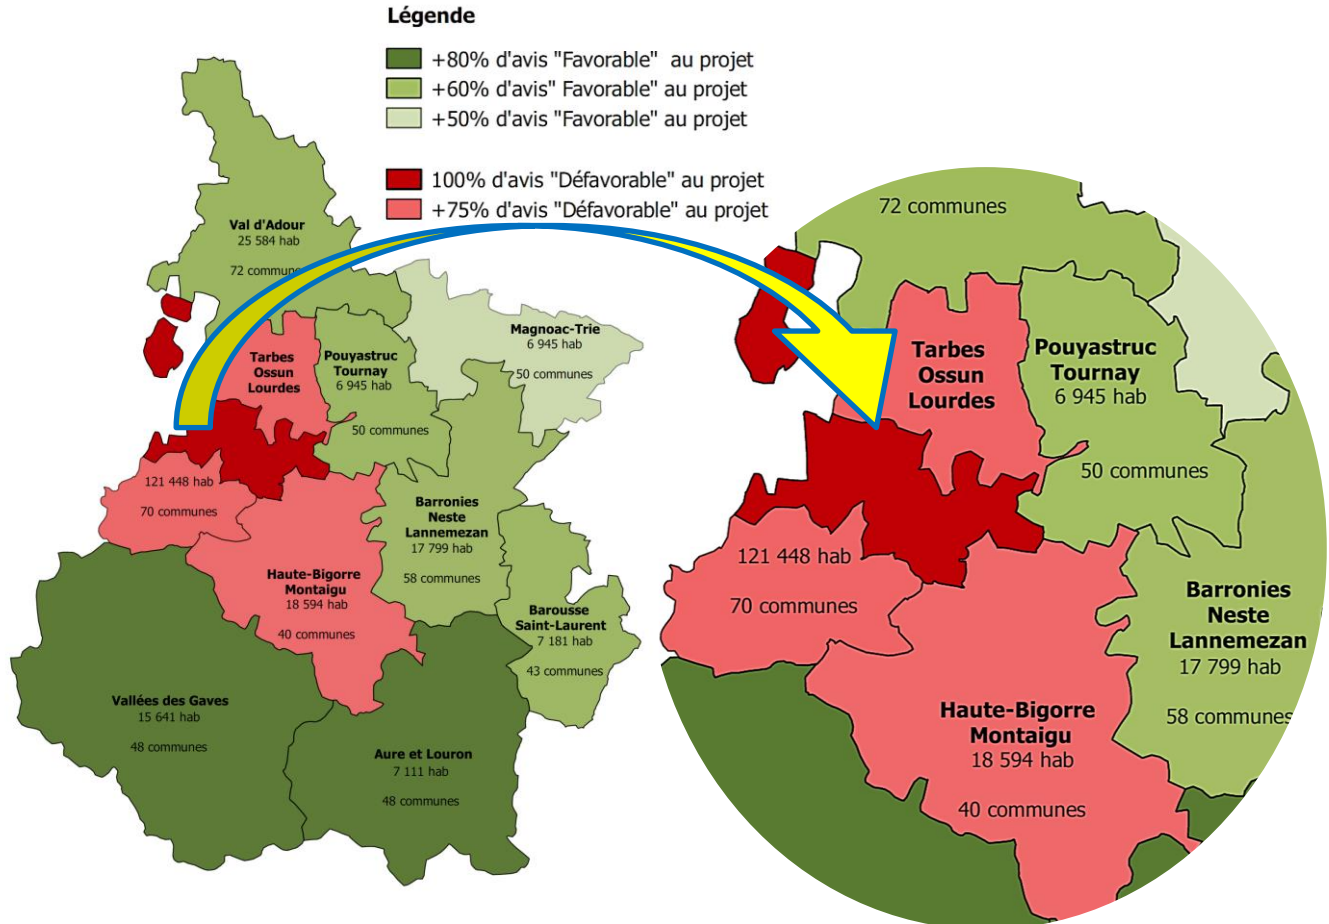 Légende
+80% d'avis "Favorable" au projet
+60% d'avis" Favorable" au projet
+50% d'avis "Favorable" au projet
100% d'avis "Défavorable" au projet
+75% d'avis "Défavorable" au projet
Val d'Adour
25 584 hab
72 commune
Magnoac-Trie
6 945 hab
50 communes
Tarbes
Ossun
Lourdes
Pouyastruc
Tournay
6 945 hab
50 communes
121 448 hab
70 communes
Barronies
Neste
Lannemezan
17 799 hab
58 communes
Haute-Bigorre
Montaigu
18 594 hab
40 communes
Barousse
Saint-Laurent
7 181 hab
43 communes
Vallées des Gaves
15 641 hab
48 communes
Aure et Louron
7 111 hab
48 communes
72 communes
Tarbes
Ossun
Lourdes
Pouyastruc
Tournay
6 945 hab
50 communes
121 448 hab
70 communes
Barronies
Neste
Lannemezan
17 799 hab
58 communes
Haute-Bigorre
Montaigu
18 594 hab
40 communes